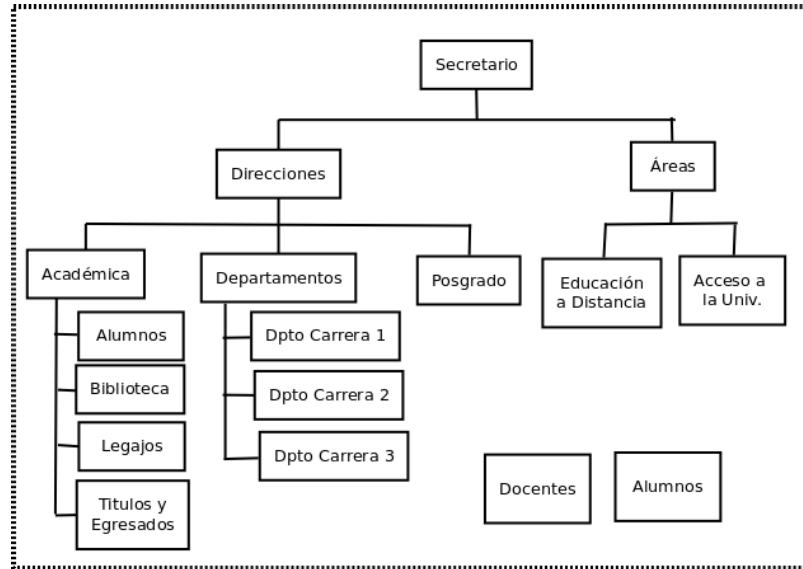 Secretario
Direcciones
Áreas
Académica
Departamentos
Posgrado
Educación
a Distancia
Acceso a
la Univ.
Alumnos
Dpto Carrera 1
Biblioteca
Dpto Carrera 2
Legajos
Dpto Carrera 3
Titulos y
Egresados
Docentes
Alumnos